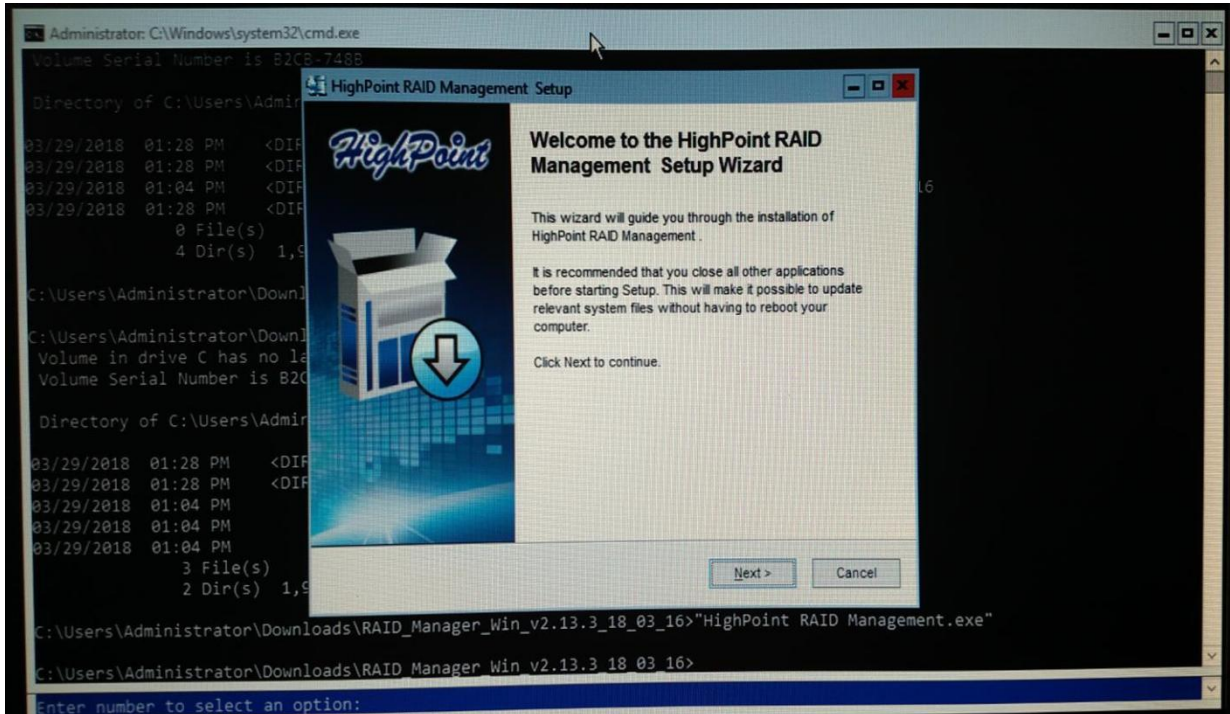 Administrator: C:\Windows\system32\cmd.exe
Volume Serial Number is B2CB-748B
Directory of C:\Users\Admir
03/29/2018 01:28 PM <DIF
03/29/2018 01:28 PM <DIF
03/29/2018 01:04 PM <DIF 16
03/29/2018 01:28 PM <DIF
0 File(s)
4 Dir(s) 1,9
C:\Users\Administrator\Downl
C:\Users\Administrator\Downl
Volume in drive C has no la
Volume Serial Number is B2C
Directory of C:\Users\Admir
03/29/2018 01:28 PM <DIF
03/29/2018 01:28 PM <DIF
03/29/2018 01:04 PM
03/29/2018 01:04 PM
03/29/2018 01:04 PM
3 File(s)
2 Dir(s) 1,9
C:\Users\Administrator\Downloads\RAID_Manager_Win_v2.13.3_18_03_16>"HighPoint RAID Management.exe"
C:\Users\Administrator\Downloads\RAID_Manager_Win_v2.13.3_18_03_16>
Enter number to select an option:
HighPoint RAID Management Setup
HighPoint
Welcome to the HighPoint RAID
Management Setup Wizard
This wizard will guide you through the installation of
HighPoint RAID Management .
It is recommended that you close all other applications
before starting Setup. This will make it possible to update
relevant system files without having to reboot your
computer.
Click Next to continue.
Next >
Cancel